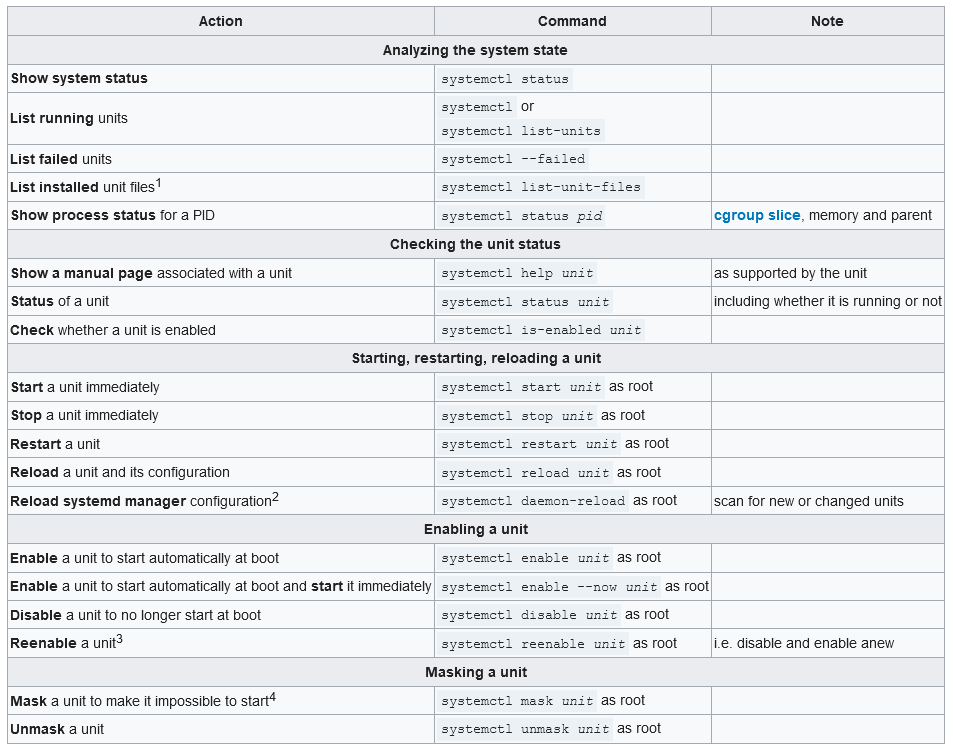 Action Command Note
Analyzing the system state
Show system status systemctl status
List running units systemctl or
systemctl list-units
List failed units systemctl --failed
List installed unit files1 systemctl list-unit-files
Show process status for a PID systemctl status pid cgroup slice, memory and parent
Checking the unit status
Show a manual page associated with a unit systemctl help unit as supported by the unit
Status of a unit systemctl status unit including whether it is running or not
Check whether a unit is enabled systemctl is-enabled unit
Starting, restarting, reloading a unit
Start a unit immediately systemctl start unit as root
Stop a unit immediately systemctl stop unit as root
Restart a unit systemctl restart unit as root
Reload a unit and its configuration systemctl reload unit as root
Reload systemd manager configuration2 systemctl daemon-reload as root scan for new or changed units
Enabling a unit
Enable a unit to start automatically at boot systemctl enable unit as root
Enable a unit to start automatically at boot and start it immediately systemctl enable --now unit as root
Disable a unit to no longer start at boot systemctl disable unit as root
Reenable a unit3 systemctl reenable unit as root i.e. disable and enable anew
Masking a unit
Mask a unit to make it impossible to start4 systemctl mask unit as root
Unmask a unit systemctl unmask unit as root